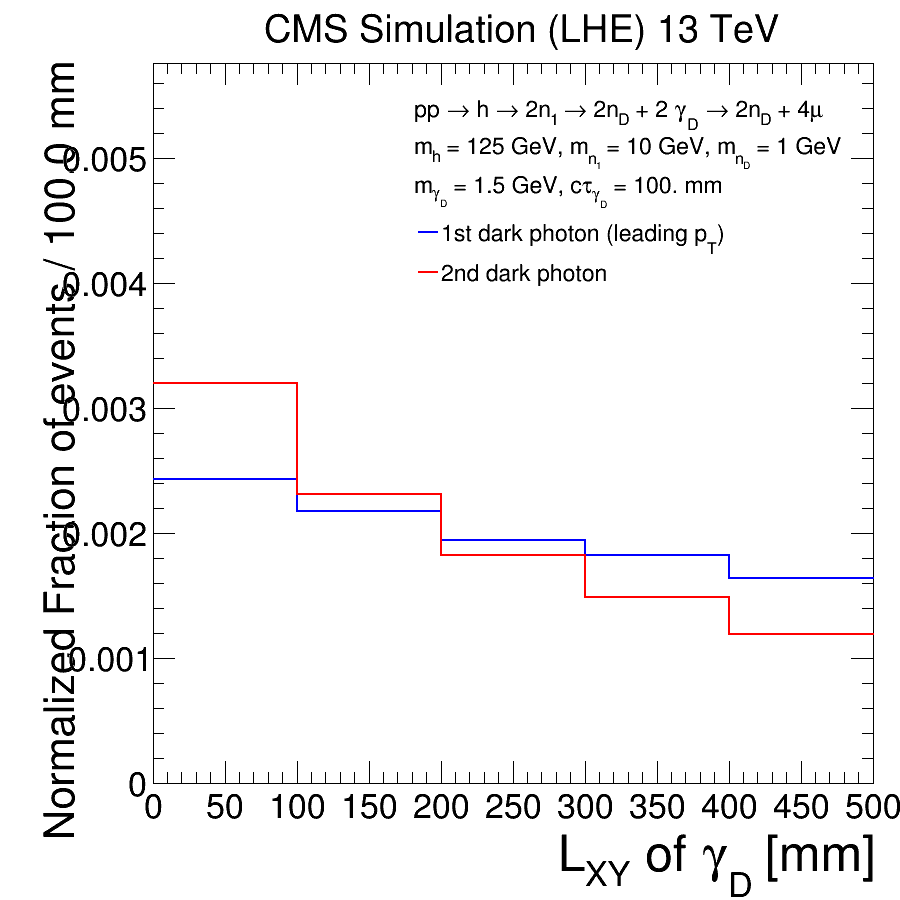 CMS Simulation (LHE) 13 TeV
pp → h → 2n1 → 2nD + 2 γD → 2nD + 4μ
mh = 125 GeV, mn1 = 10 GeV, mnD = 1 GeV
mγD = 1.5 GeV, cτγD = 100. mm
1st dark photon (leading pT)
2nd dark photon
Normalized Fraction of events / 100.0 mm
0.005
0.004
0.003
0.002
0.001
0
0 50 100 150 200 250 300 350 400 450 500
LXY of γD [mm]